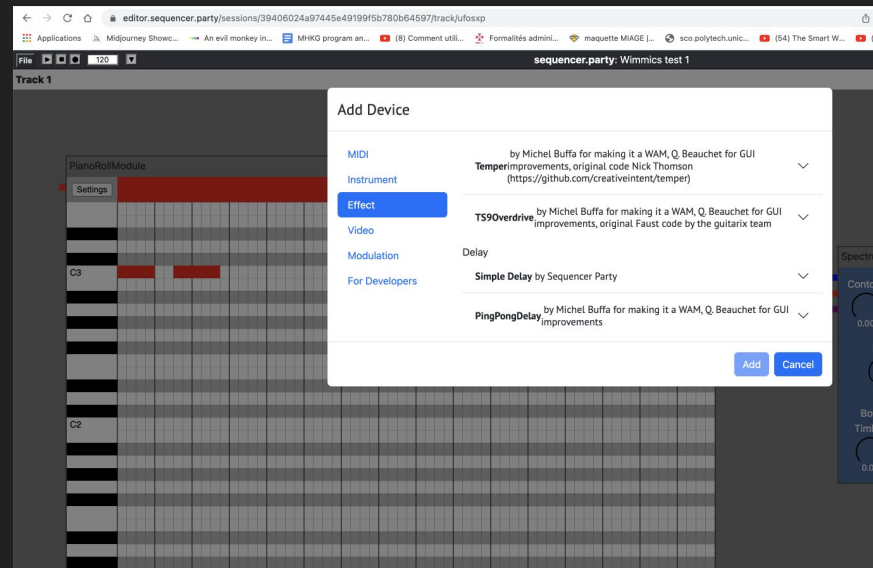 editor.sequencer.party/sessions/39406024a97445e49199f5b780b64597/track/ufosxp
Applications Midjourney Showc... An evil monkey in... MHKG program an... (8) Comment utili... Formalités admini... maquette MIAGE |... sco.polytech.unic... (54) The Smart W...
File 120 sequencer.party: Wimmics test 1
Track 1
Add Device
MIDI
Instrument
Effect
Video
Modulation
For Developers
Temper by Michel Buffa for making it a WAM, Q. Beauchet for GUI
improvements, original code Nick Thomson
(https://github.com/creativeintent/temper)
TS9Overdrive by Michel Buffa for making it a WAM, Q. Beauchet for GUI
improvements, original Faust code by the guitarix team
Delay
Simple Delay by Sequencer Party
PingPongDelay by Michel Buffa for making it a WAM, Q. Beauchet for GUI
improvements
Add Cancel
PianoRollModule
Settings
C3
C2
Spectr
Conto
0.00
Bo
Timb
0.0